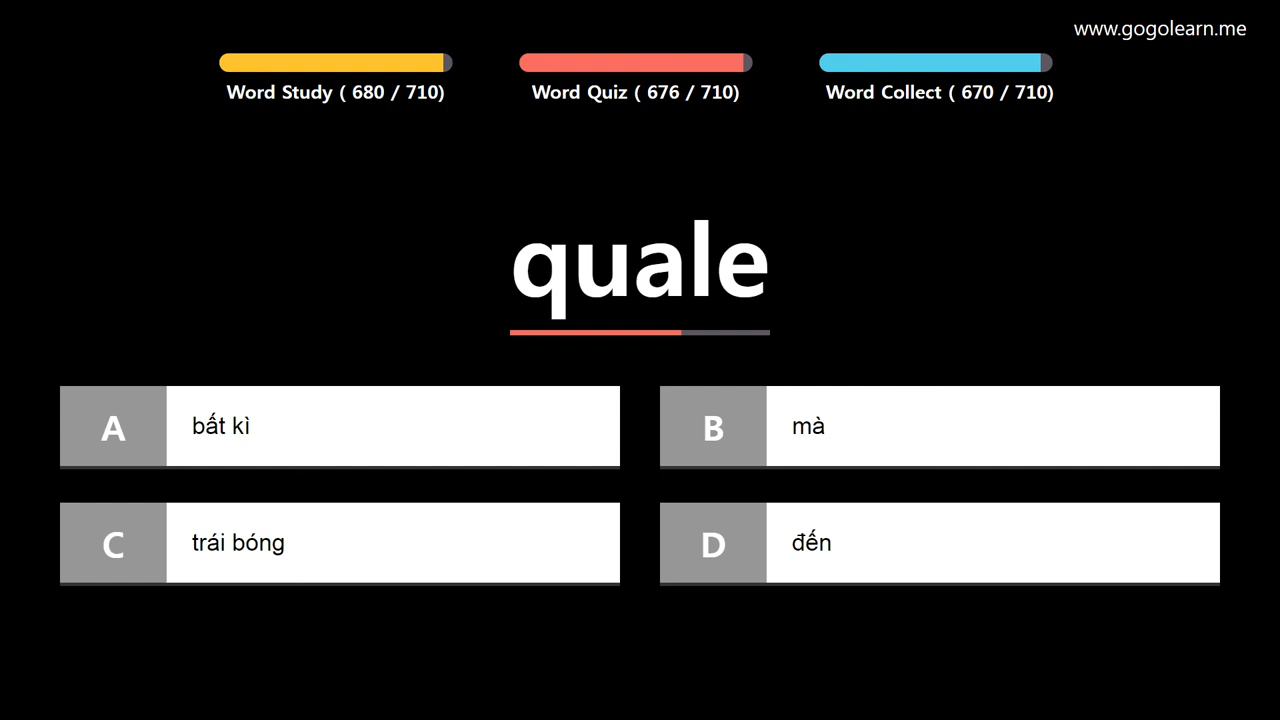 www.gogolearn.me
Word Study ( 680 / 710)
Word Quiz ( 676 / 710)
Word Collect ( 670 / 710)
quale
A bất kì
B mà
C trái bóng
D đến